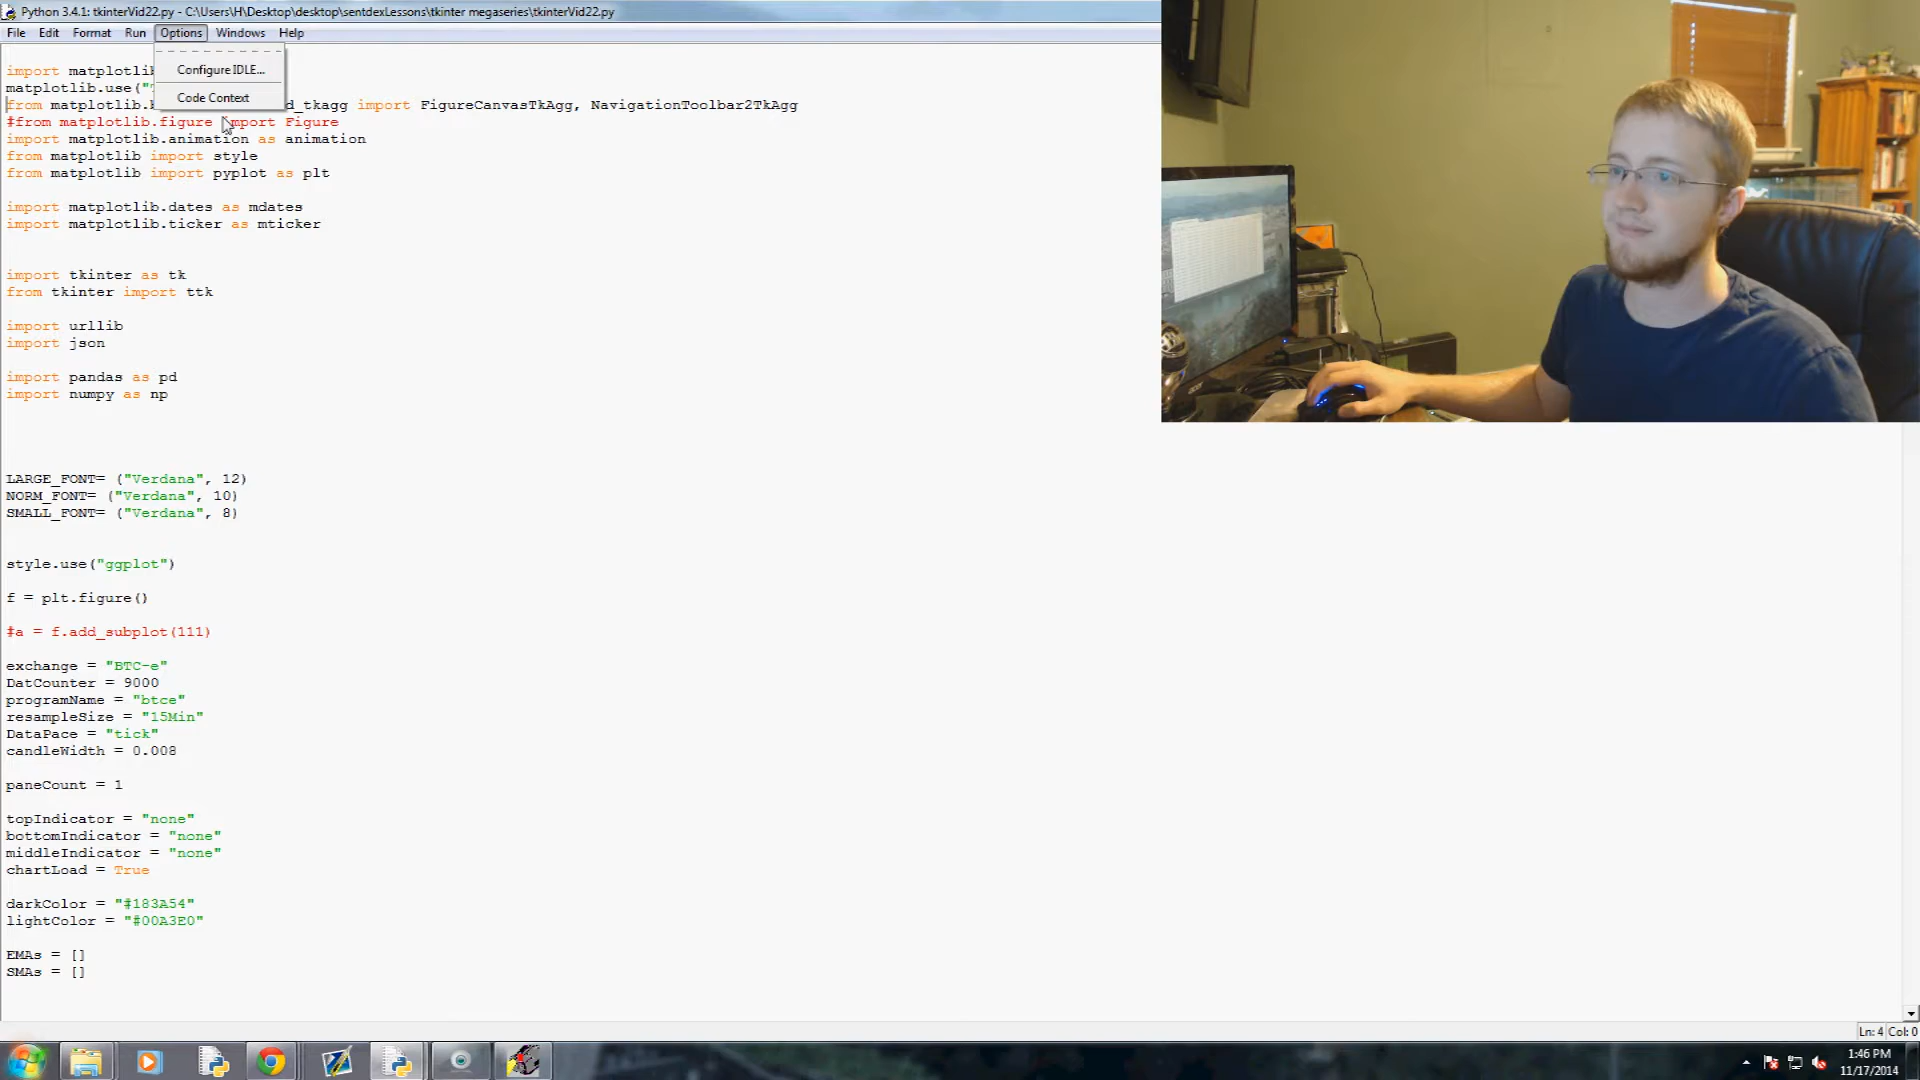 Python 3.4.1: tkinterVid22.py - C:\Users\H\Desktop\desktop\sentdexLessons\tkinter megaseries\tkinterVid22.py
File Edit Format Run Options Windows Help
Configure IDLE...
Code Context
import matplotlib
matplotlib.use("
from matplotlib. d_tkagg import FigureCanvasTkAgg, NavigationToolbar2TkAgg
#from matplotlib.figure import Figure
import matplotlib.animation as animation
from matplotlib import style
from matplotlib import pyplot as plt
import matplotlib.dates as mdates
import matplotlib.ticker as mticker
import tkinter as tk
from tkinter import ttk
import urllib
import json
import pandas as pd
import numpy as np
LARGE_FONT= ("Verdana", 12)
NORM_FONT= ("Verdana", 10)
SMALL_FONT= ("Verdana", 8)
style.use("ggplot")
f = plt.figure()
#a = f.add_subplot(111)
exchange = "BTC-e"
DatCounter = 9000
programName = "btce"
resampleSize = "15Min"
DataPace = "tick"
candleWidth = 0.008
paneCount = 1
topIndicator = "none"
bottomIndicator = "none"
middleIndicator = "none"
chartLoad = True
darkColor = "#183A54"
lightColor = "#00A3E0"
EMAs = []
SMAs = []
Ln: 4 Col: 0
1:46 PM
11/17/2014